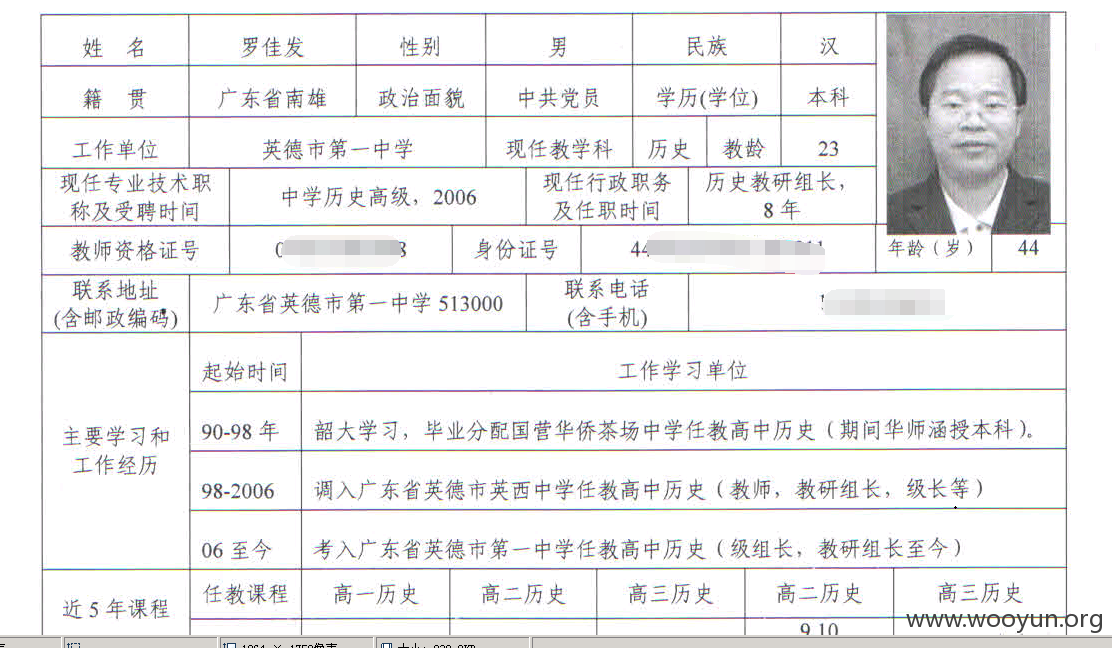 姓 名 罗佳发 性别 男 民族 汉
籍 贯 广东省南雄 政治面貌 中共党员 学历(学位) 本科
工作单位 英德市第一中学 现任教学科 历史 教龄 23
现任专业技术职
称及受聘时间
中学历史高级，2006
现任行政职务
及任职时间
历史教研组长，
8 年
教师资格证号 身份证号 44 年龄（岁） 44
联系地址
(含邮政编码)
广东省英德市第一中学 513000
联系电话
(含手机)
主要学习和
工作经历
起始时间 工作学习单位
90-98 年 韶大学习，毕业分配国营华侨茶场中学任教高中历史（期间华师涵授本科）。
98-2006 调入广东省英德市英西中学任教高中历史（教师，教研组长，级长等）
06 至今 考入广东省英德市第一中学任教高中历史（级组长，教研组长至今）
近 5 年课程 任教课程 高一历史 高二历史 高三历史 高二历史 高三历史
9.10
www.wooyun.org